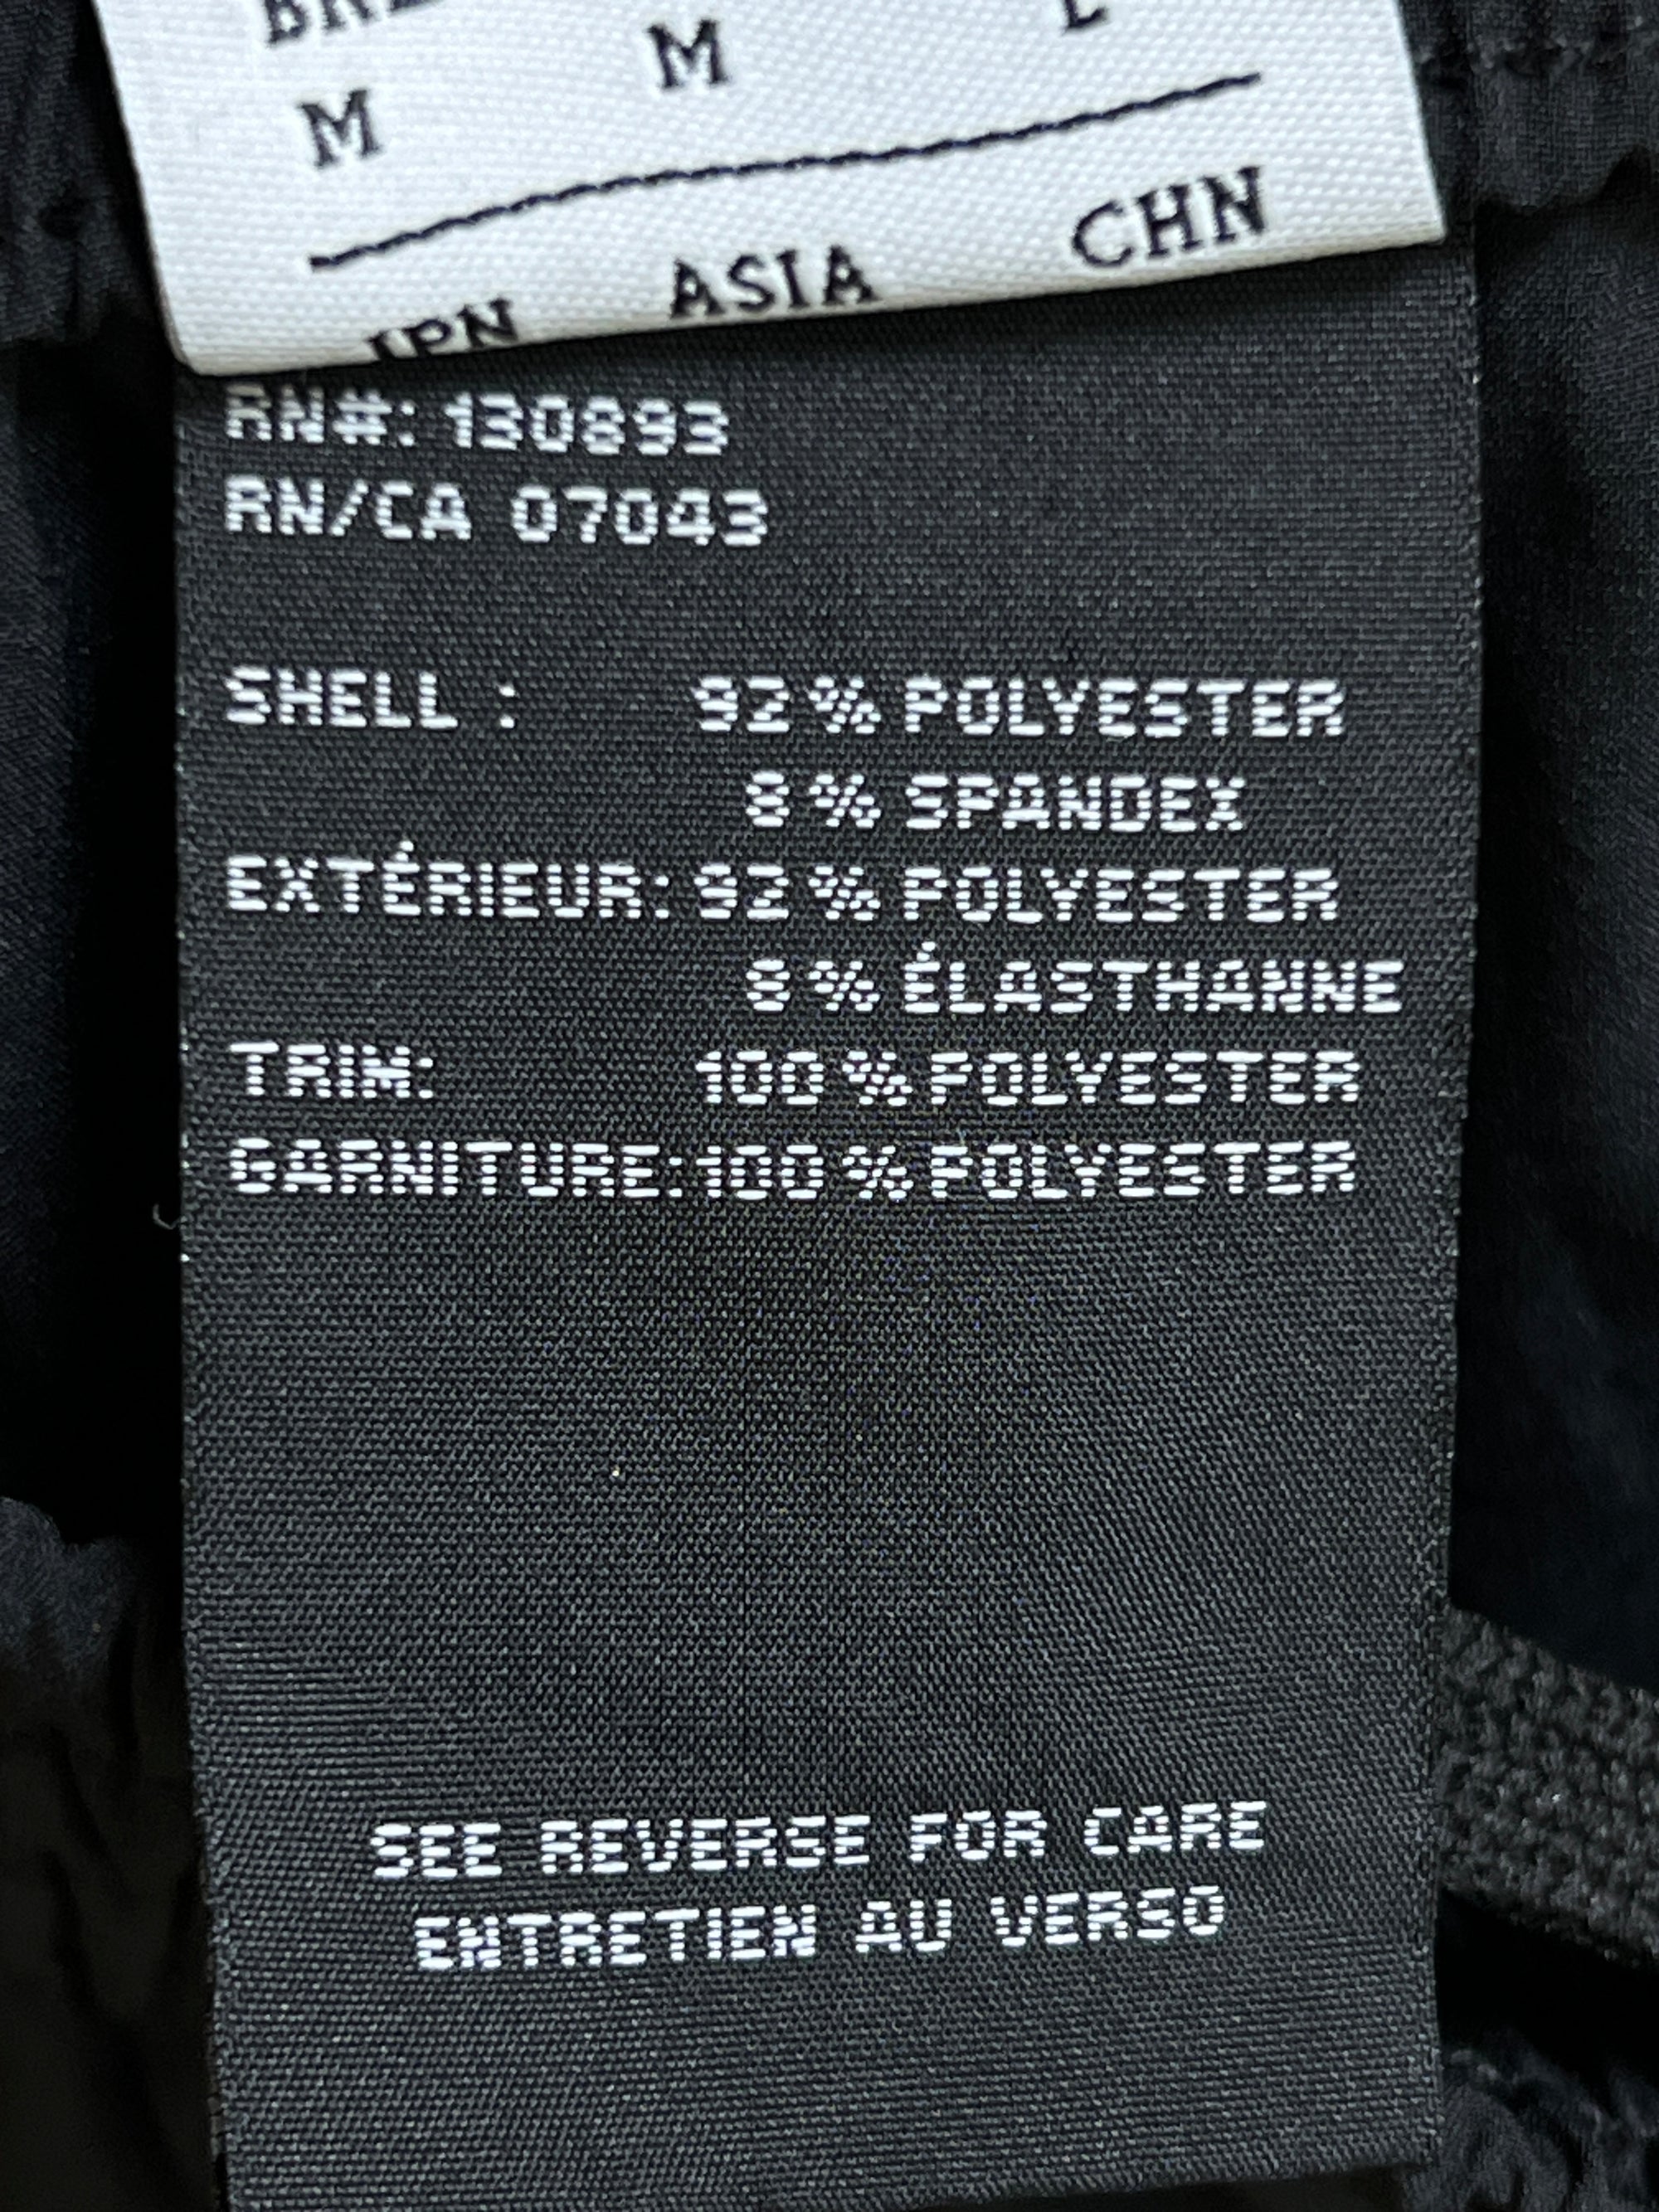 M M L
M
JPN ASIA CHN
RN#: 130893
RN/CA 07043
SHELL : 92% POLYESTER
8% SPANDEX
EXTÉRIEUR: 92% POLYESTER
8% ÉLASTHANNE
TRIM: 100% POLYESTER
GARNITURE: 100% POLYESTER
SEE REVERSE FOR CARE
ENTRETIEN AU VERSO